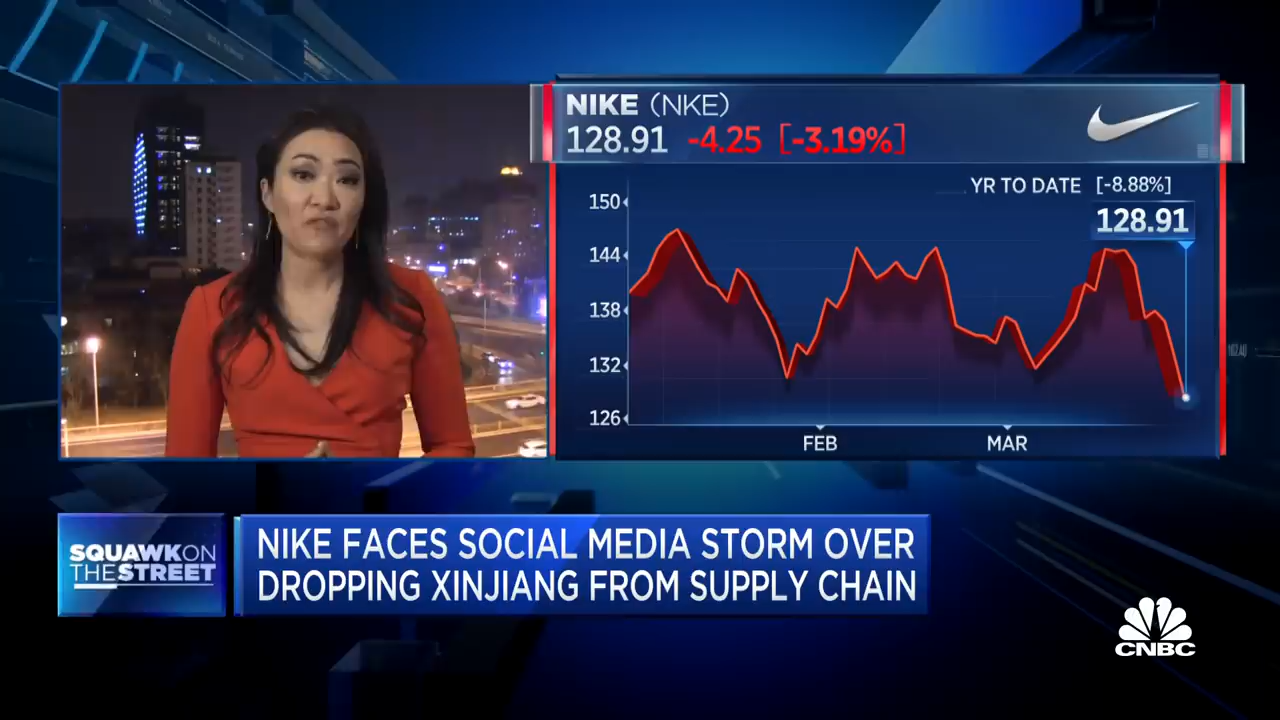 NIKE (NKE)
128.91 -4.25 [-3.19%]
YR TO DATE [-8.88%]
128.91
150
144
138
132
126
FEB MAR
SQUAWK ON
THE STREET
NIKE FACES SOCIAL MEDIA STORM OVER
DROPPING XINJIANG FROM SUPPLY CHAIN
CNBC